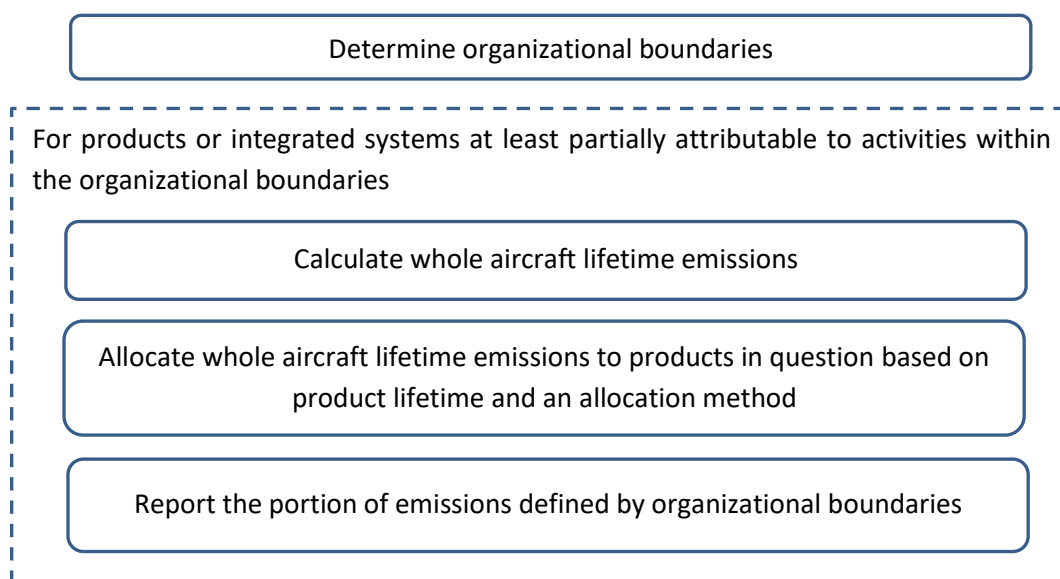 Determine organizational boundaries
For products or integrated systems at least partially attributable to activities within
the organizational boundaries
Calculate whole aircraft lifetime emissions
Allocate whole aircraft lifetime emissions to products in question based on
product lifetime and an allocation method
Report the portion of emissions defined by organizational boundaries